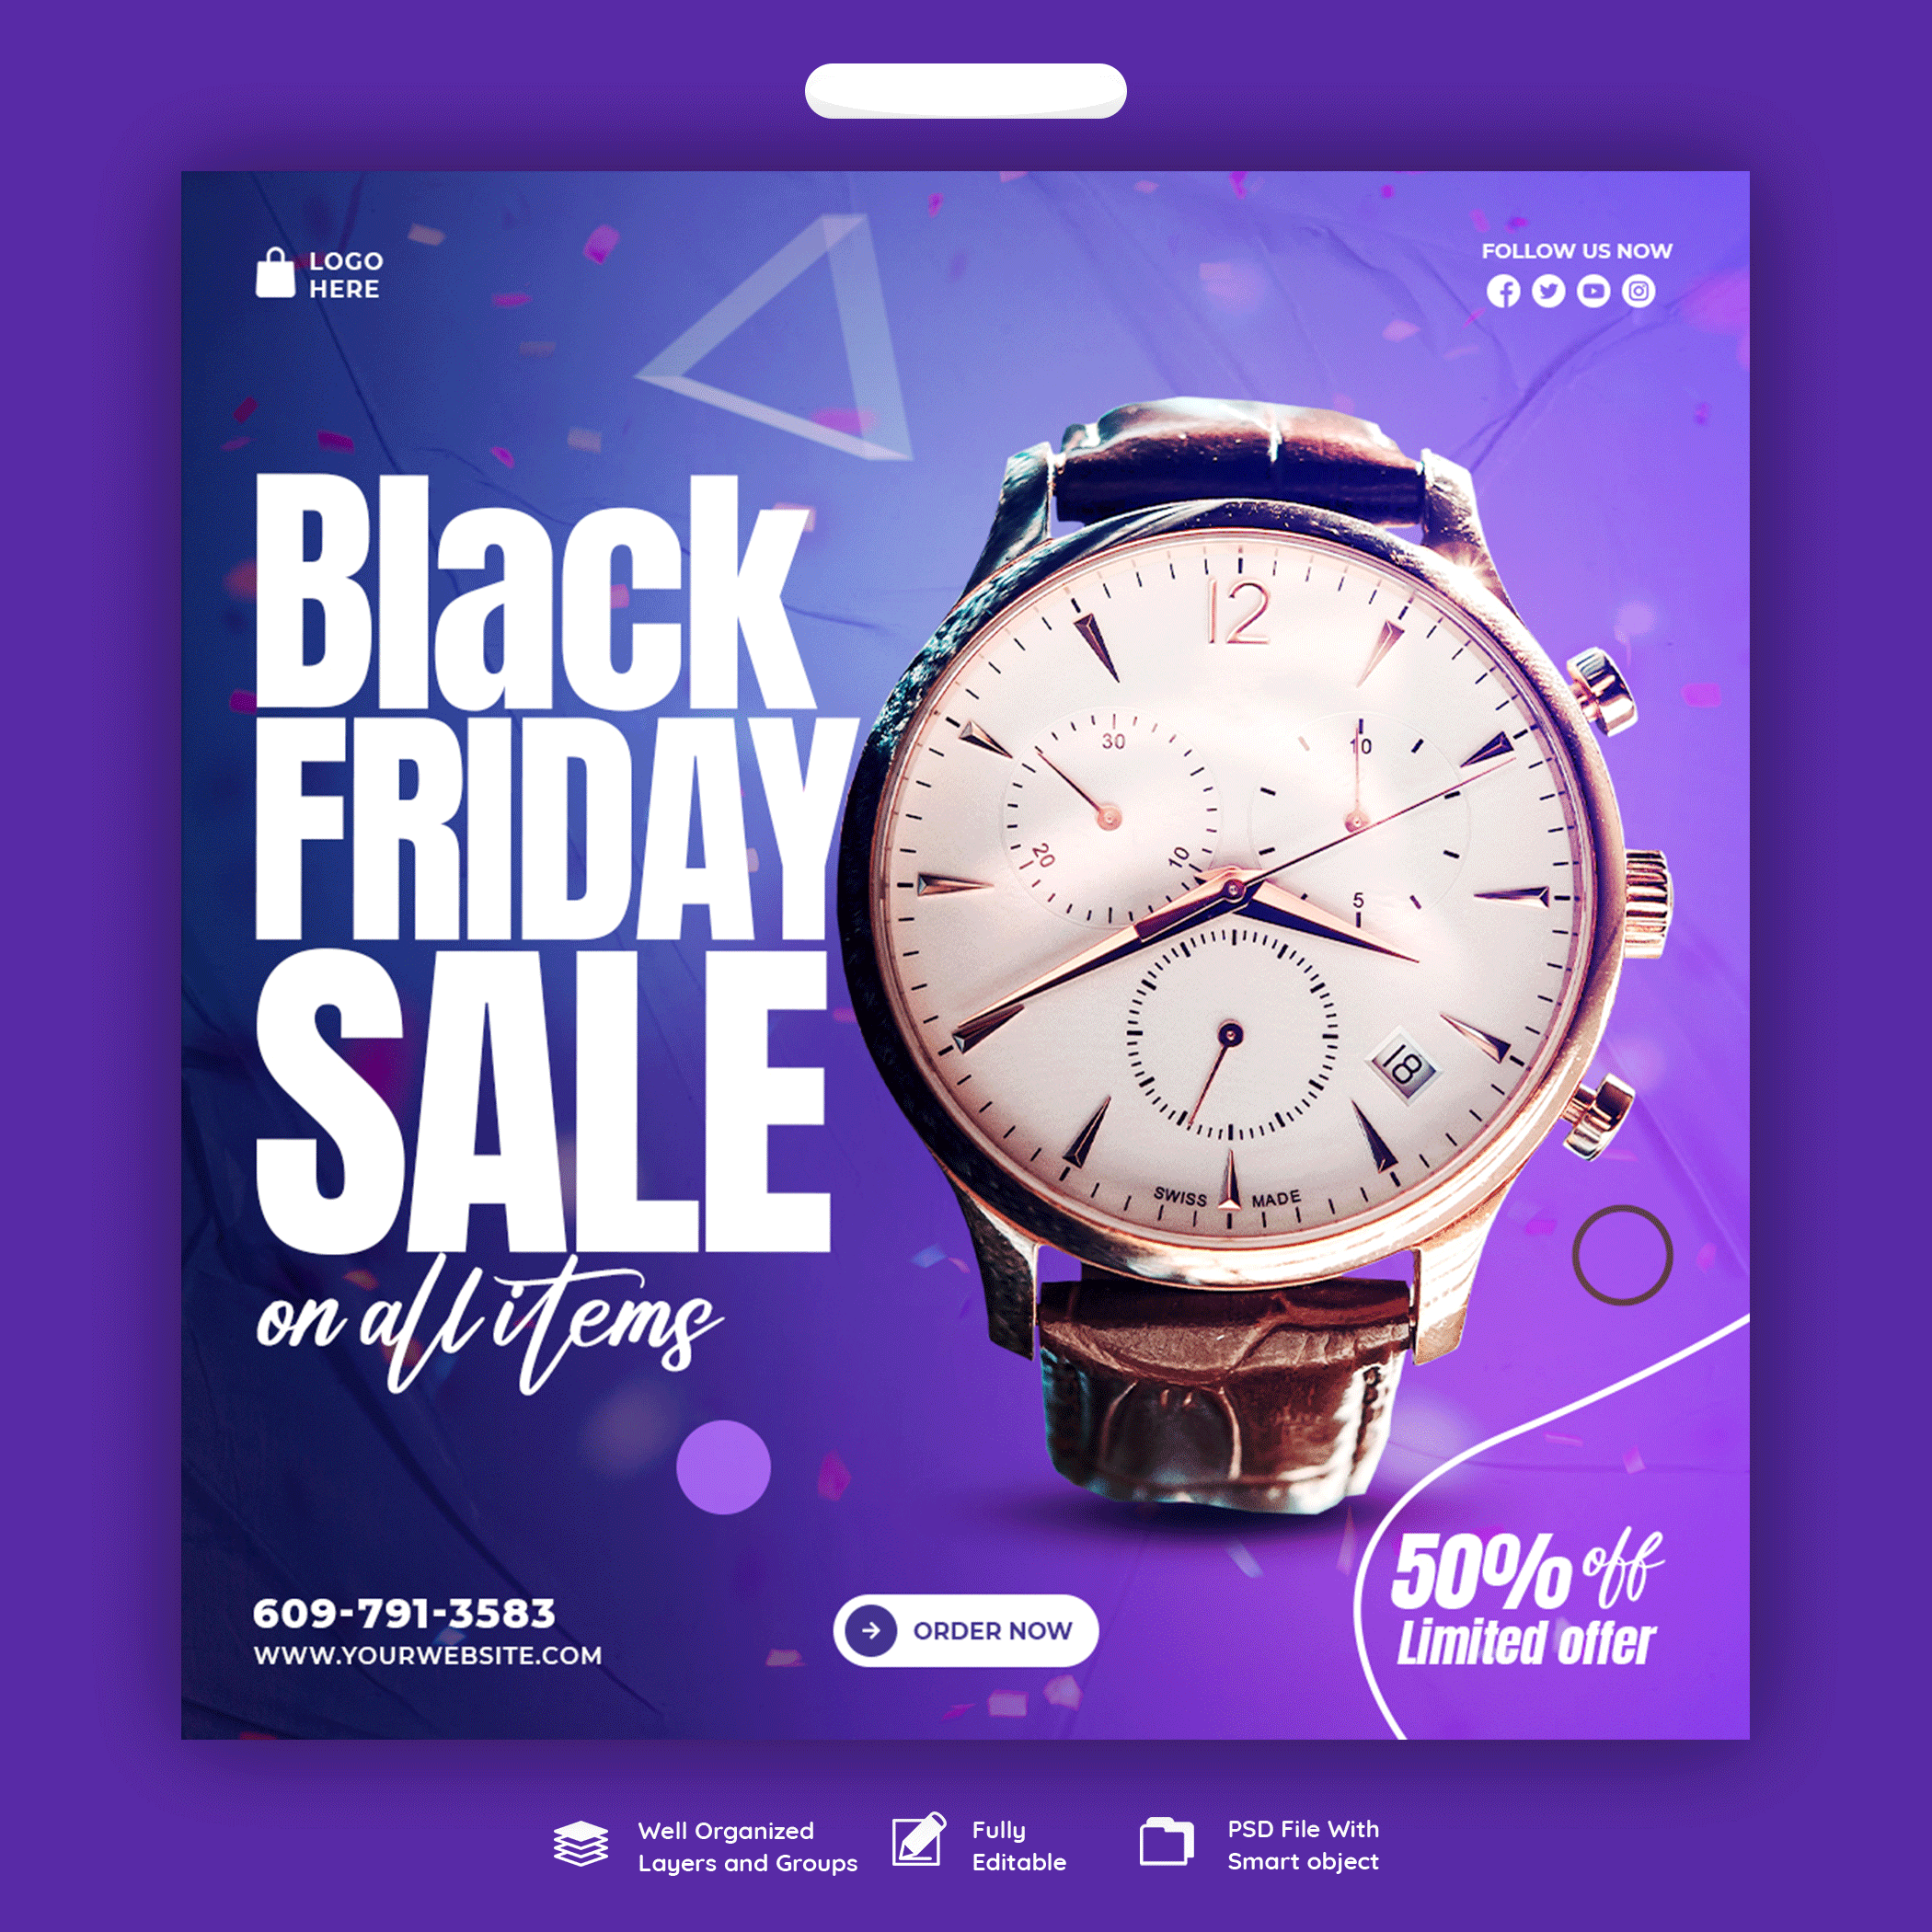 LOGO
HERE
FOLLOW US NOW
Black
FRIDAY
SALE
on all items
12
30
20
10
10
5
18
SWISS MADE
609-791-3583
WWW.YOURWEBSITE.COM
ORDER NOW
50% off
Limited offer
Well Organized
Layers and Groups
Fully
Editable
PSD File With
Smart object